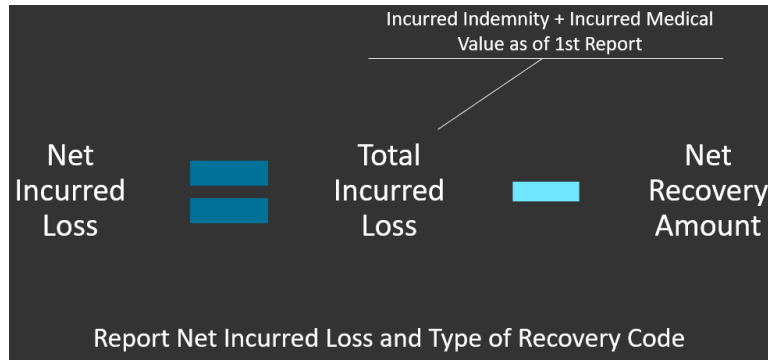 Incurred Indemnity + Incurred Medical
Value as of 1st Report
Net
Incurred
Loss
Total
Incurred
Loss
Net
Recovery
Amount
Report Net Incurred Loss and Type of Recovery Code